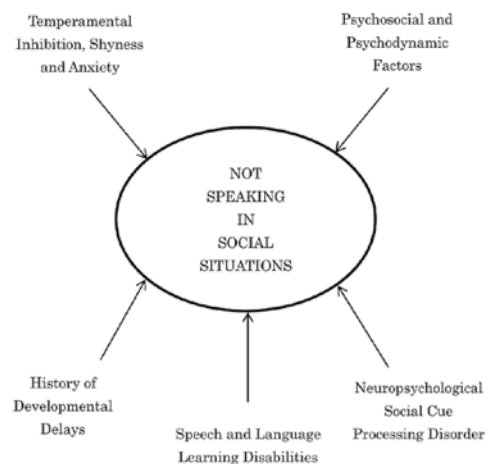 Temperamental
Inhibition, Shyness
and Anxiety
Psychosocial and
Psychodynamic
Factors
NOT
SPEAKING
IN
SOCIAL
SITUATIONS
History of
Developmental
Delays
Speech and Language
Learning Disabilities
Neuropsychological
Social Cue
Processing Disorder